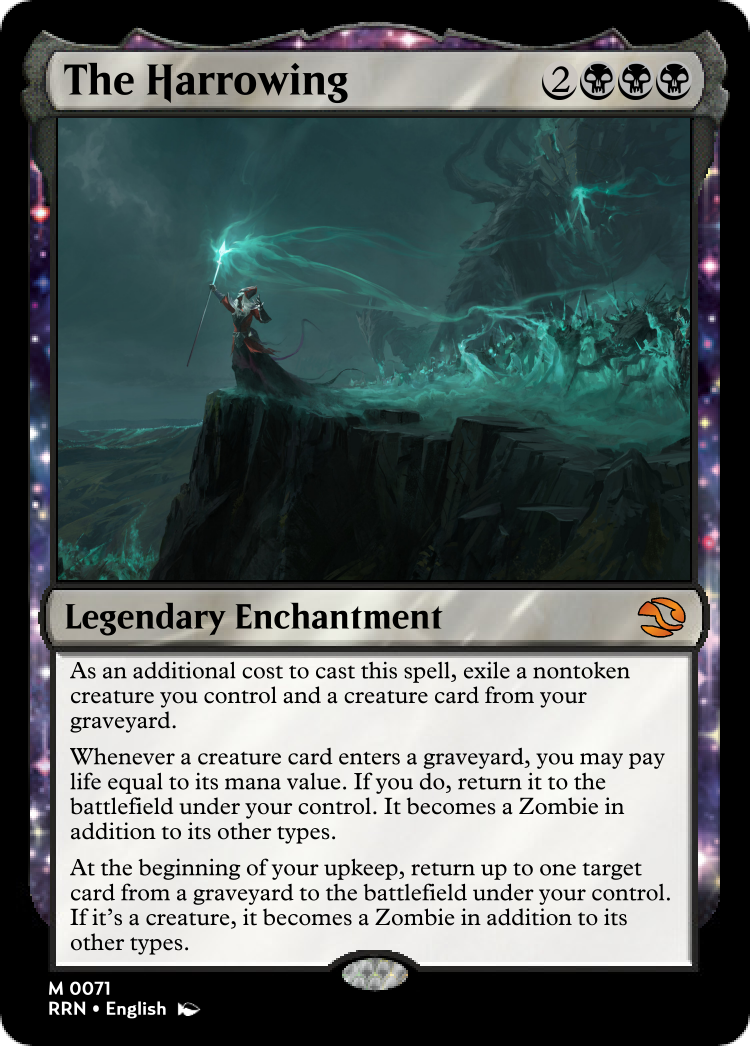 The Harrowing 2
Legendary Enchantment
As an additional cost to cast this spell, exile a nontoken
creature you control and a creature card from your
graveyard.
Whenever a creature card enters a graveyard, you may pay
life equal to its mana value. If you do, return it to the
battlefield under your control. It becomes a Zombie in
addition to its other types.
At the beginning of your upkeep, return up to one target
card from a graveyard to the battlefield under your control.
If it's a creature, it becomes a Zombie in addition to its
other types.
M 0071
RRN • English